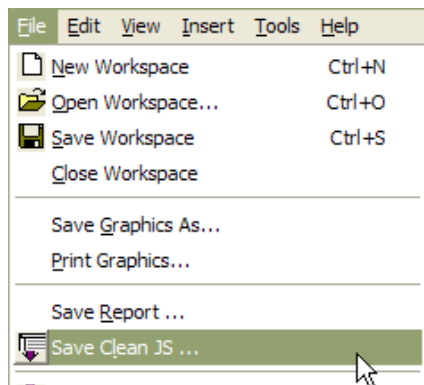 File Edit View Insert Tools Help
New Workspace Ctrl+N
Open Workspace... Ctrl+O
Save Workspace Ctrl+S
Close Workspace
Save Graphics As...
Print Graphics...
Save Report ...
Save Clean JS ...